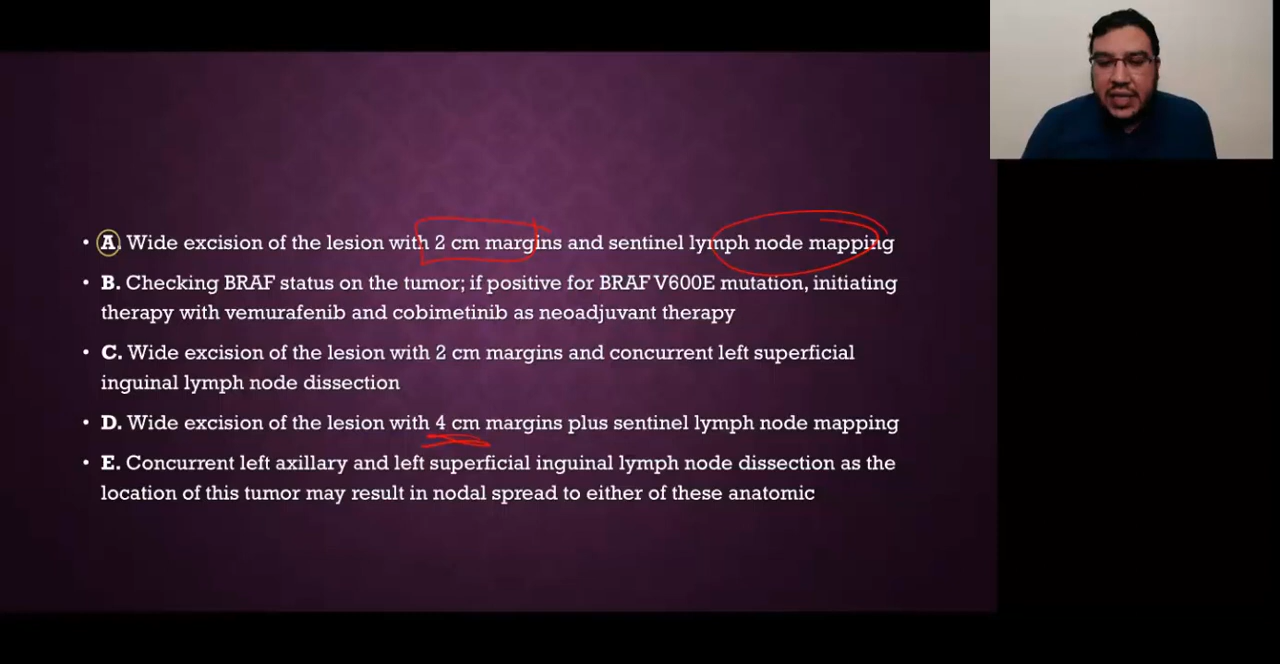 • A. Wide excision of the lesion with 2 cm margins and sentinel lymph node mapping
• B. Checking BRAF status on the tumor; if positive for BRAF V600E mutation, initiating
therapy with vemurafenib and cobimetinib as neoadjuvant therapy
• C. Wide excision of the lesion with 2 cm margins and concurrent left superficial
inguinal lymph node dissection
• D. Wide excision of the lesion with 4 cm margins plus sentinel lymph node mapping
• E. Concurrent left axillary and left superficial inguinal lymph node dissection as the
location of this tumor may result in nodal spread to either of these anatomic